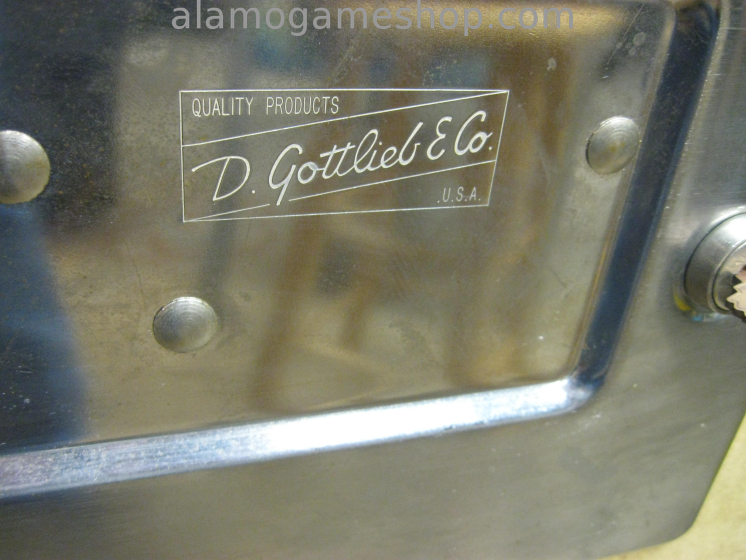 alamogameshop.com
QUALITY PRODUCTS
D. Gottlieb & Co.
.U.S.A.